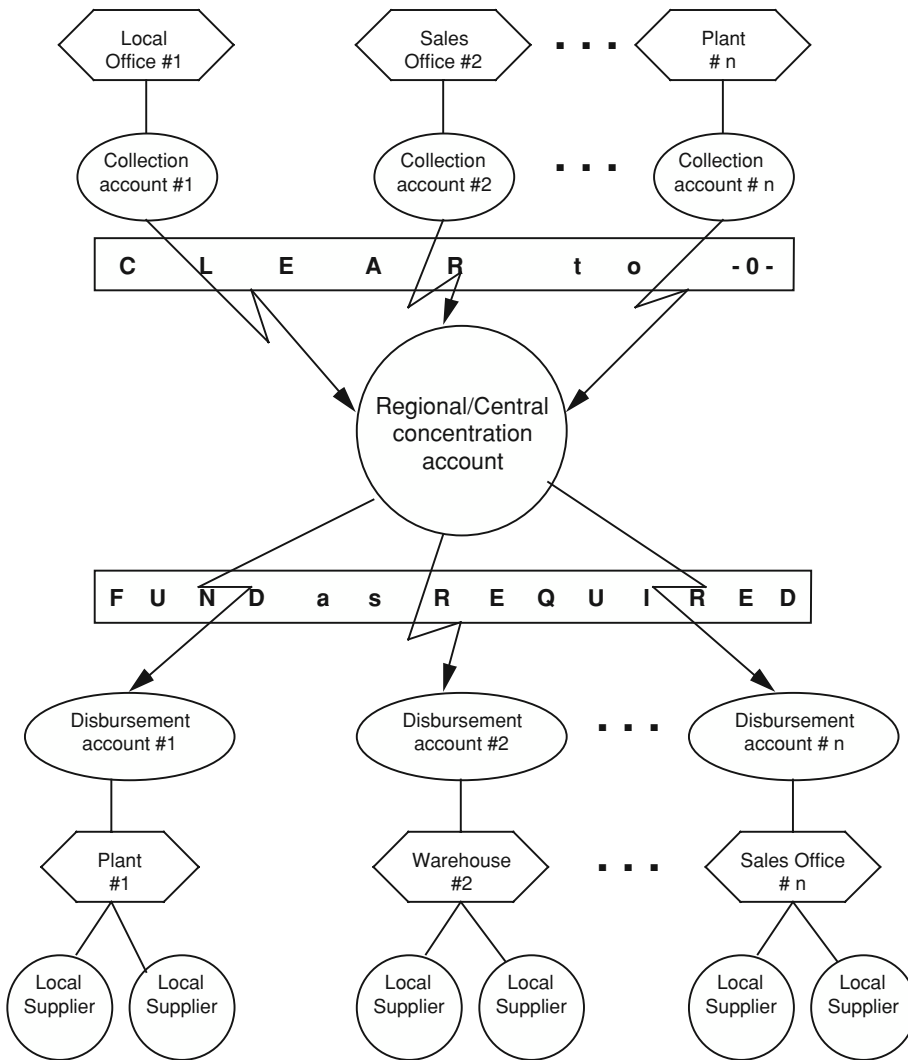 Local
Office #1
Sales
Office #2
Plant
# n
Collection
account #1
Collection
account #2
Collection
account # n
C L E A R t o -0-
Regional/Central
concentration
account
F U N D a s R E Q U I R E D
Disbursement
account #1
Disbursement
account #2
Disbursement
account # n
Plant
#1
Warehouse
#2
Sales Office
# n
Local
Supplier
Local
Supplier
Local
Supplier
Local
Supplier
Local
Supplier
Local
Supplier